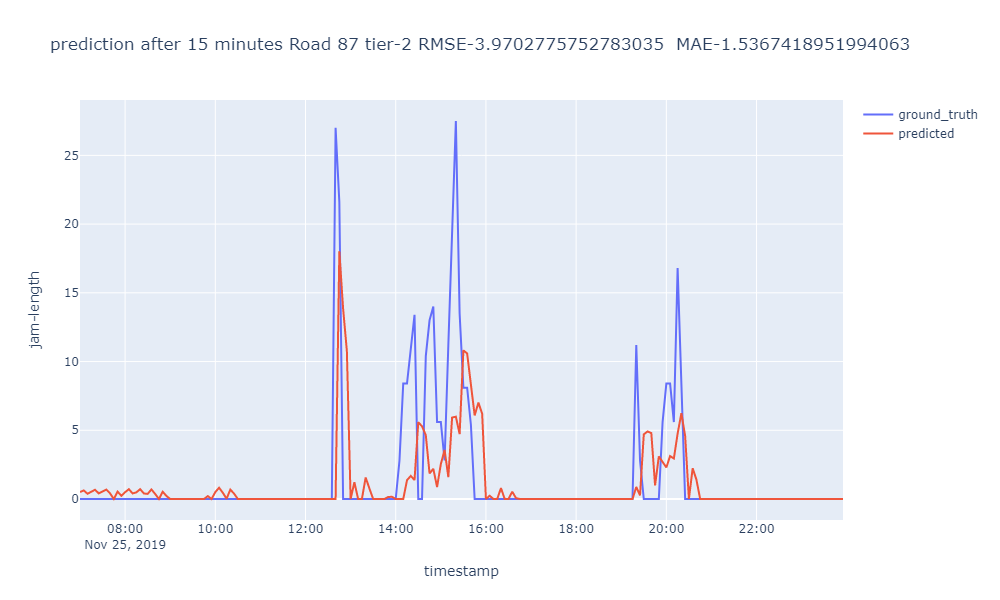 prediction after 15 minutes Road 87 tier-2 RMSE-3.9702775752783035  MAE-1.5367418951994063
ground_truth
predicted
25
20
15
10
5
0
jam-length
08:00 10:00 12:00 14:00 16:00 18:00 20:00 22:00
Nov 25, 2019
timestamp